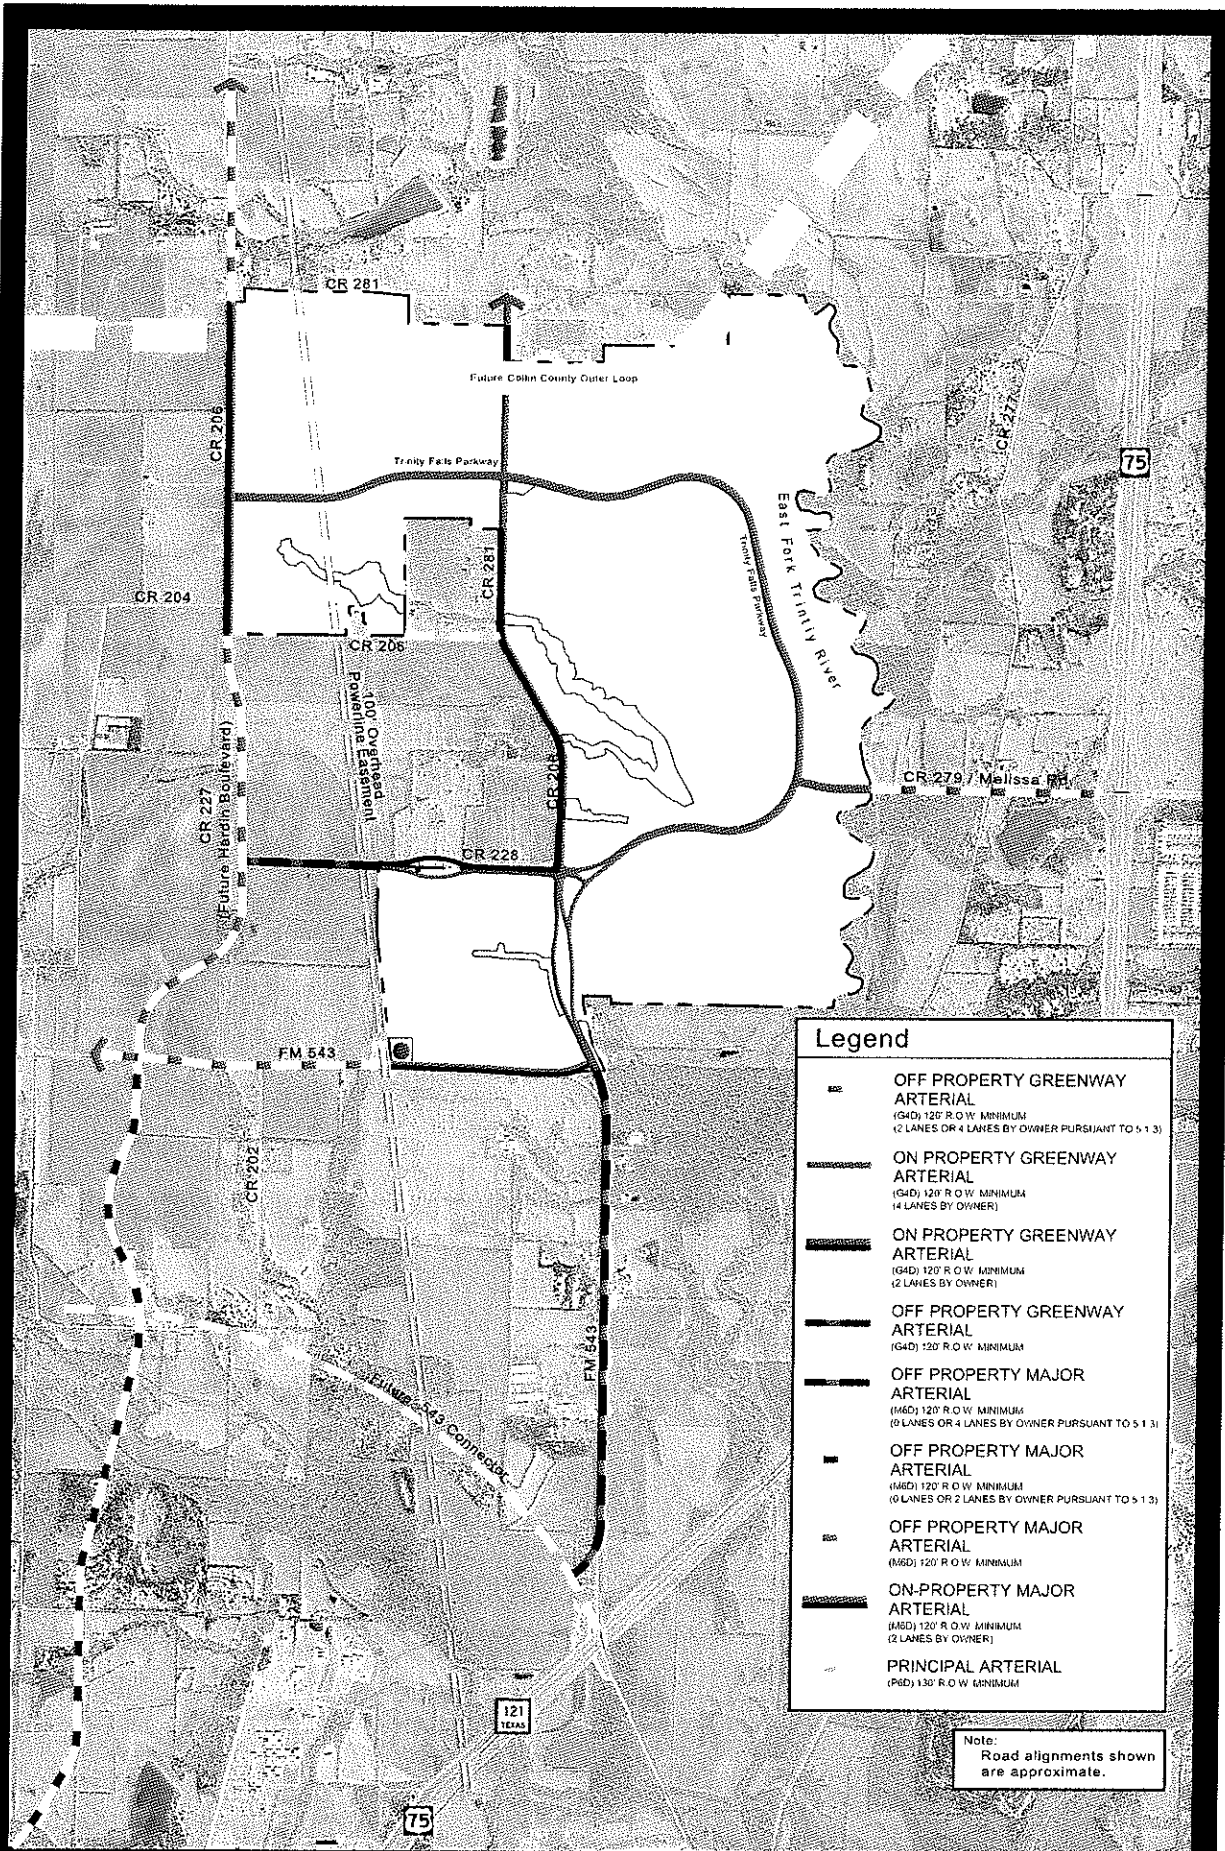 CR 281
Future Collin County Outer Loop
CR 206
CR 277
75
Trinity Falls Parkway
East Fork Trintiy River
Trinity Falls Parkway
CR 281
CR 204
CR 206
100' Overhead
Powerline Easement
CR 227
(Future Hardin Boulevard)
CR 206
CR 279 / Melissa Rd.
CR 228
FM 543
CR 202
FM 543
Future 543 Connector
121
TEXAS
75
Legend
OFF PROPERTY GREENWAY
ARTERIAL
(G4D) 120' R.O.W. MINIMUM
(2 LANES OR 4 LANES BY OWNER PURSUANT TO 5.1.3)
ON PROPERTY GREENWAY
ARTERIAL
(G4D) 120' R.O.W. MINIMUM
(4 LANES BY OWNER)
ON PROPERTY GREENWAY
ARTERIAL
(G4D) 120' R.O.W. MINIMUM
(2 LANES BY OWNER)
OFF PROPERTY GREENWAY
ARTERIAL
(G4D) 120' R.O.W. MINIMUM
OFF PROPERTY MAJOR
ARTERIAL
(M6D) 120' R.O.W. MINIMUM
(0 LANES OR 4 LANES BY OWNER PURSUANT TO 5.1.3)
OFF PROPERTY MAJOR
ARTERIAL
(M6D) 120' R.O.W. MINIMUM
(0 LANES OR 2 LANES BY OWNER PURSUANT TO 5.1.3)
OFF PROPERTY MAJOR
ARTERIAL
(M6D) 120' R.O.W. MINIMUM
ON-PROPERTY MAJOR
ARTERIAL
(M6D) 120' R.O.W. MINIMUM
(2 LANES BY OWNER)
PRINCIPAL ARTERIAL
(P6D) 130' R.O.W. MINIMUM
Note:
Road alignments shown
are approximate.